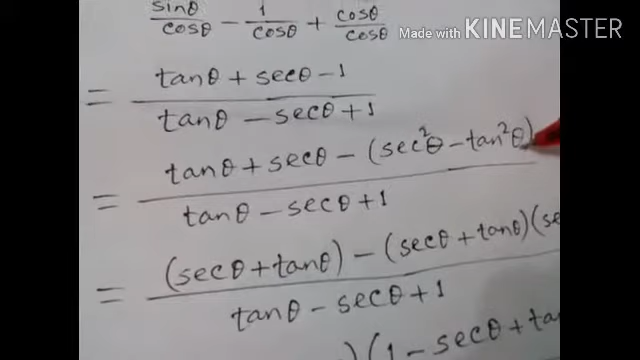 sinθ/cosθ − 1/cosθ + cosθ/cosθ
Made with KINEMASTER
= (tanθ + secθ − 1)/(tanθ − secθ + 1)
= (tanθ + secθ − (sec²θ − tan²θ))/(tanθ − secθ + 1)
= ((secθ + tanθ) − (secθ + tanθ)(se)/(tanθ − secθ + 1)
)(1 − secθ + tan